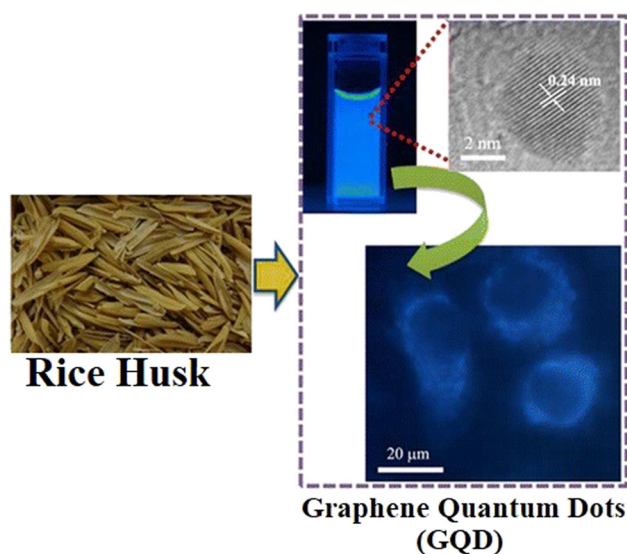 0.24 nm
2 nm
Rice Husk
20 μm
Graphene Quantum Dots
(GQD)